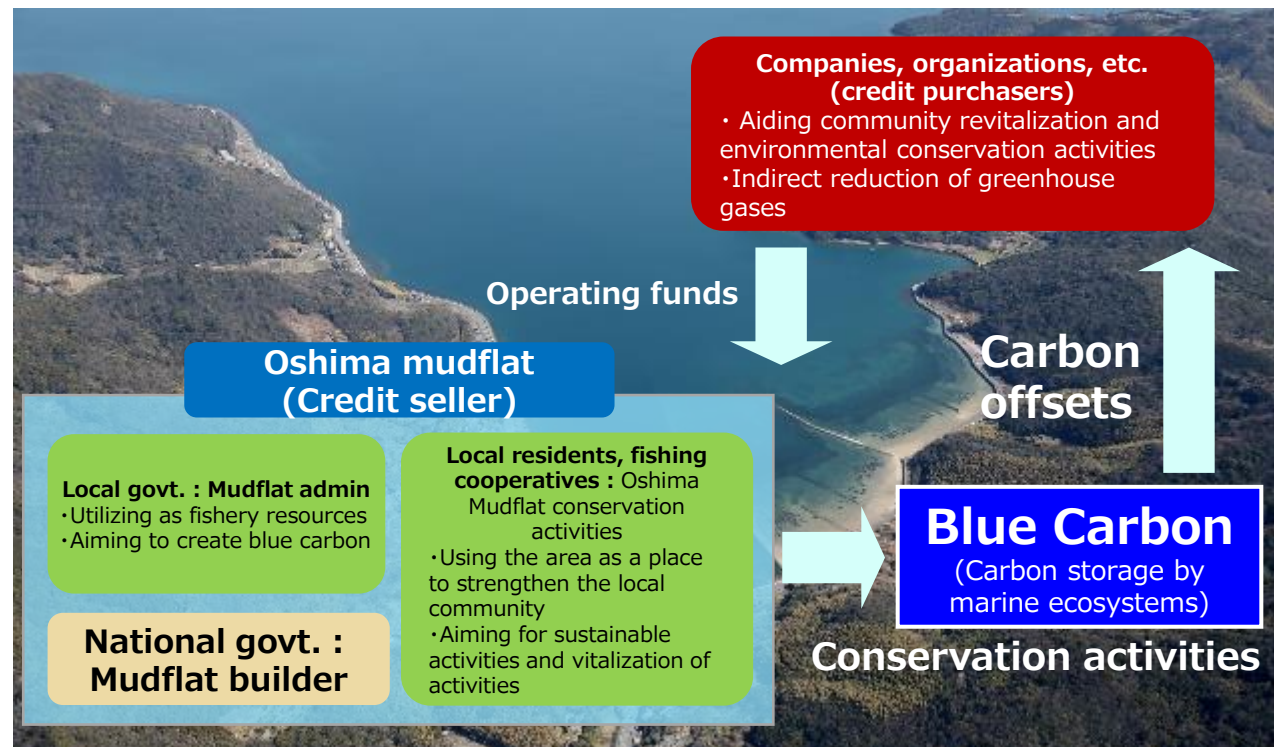 Companies, organizations, etc.
(credit purchasers)
・ Aiding community revitalization and
environmental conservation activities
・Indirect reduction of greenhouse
gases
Operating funds
Carbon
offsets
Oshima mudflat
(Credit seller)
Local govt. : Mudflat admin
・Utilizing as fishery resources
・Aiming to create blue carbon
National govt. :
Mudflat builder
Local residents, fishing
cooperatives : Oshima
Mudflat conservation
activities
・Using the area as a place
to strengthen the local
community
・Aiming for sustainable
activities and vitalization of
activities
Blue Carbon
(Carbon storage by
marine ecosystems)
Conservation activities